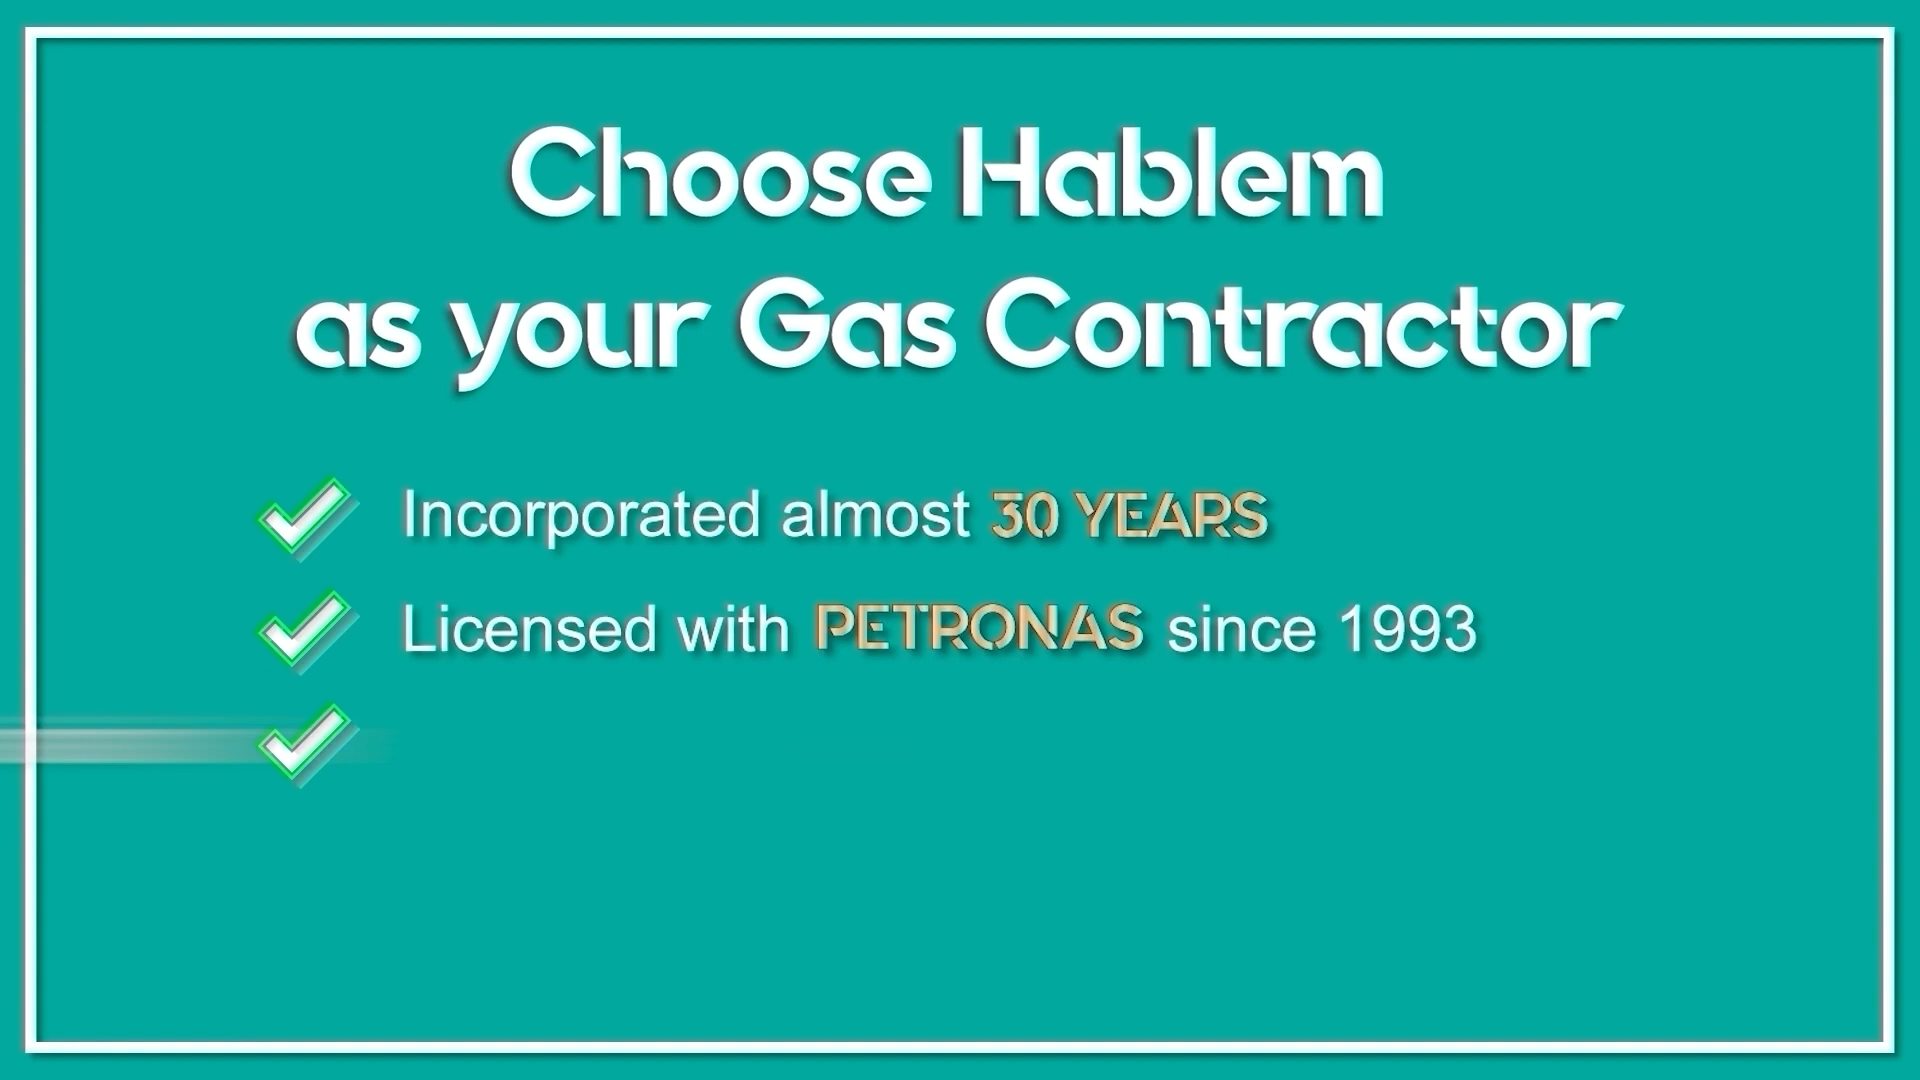 Choose Hablem
as your Gas Contractor
Incorporated almost 30 YEARS
Licensed with PETRONAS since 1993